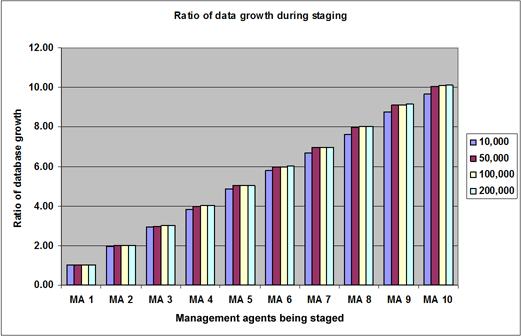 Ratio of data growth during staging
12.00
10.00
8.00
6.00
4.00
2.00
0.00
Ratio of database growth
MA 1 MA 2 MA 3 MA 4 MA 5 MA 6 MA 7 MA 8 MA 9 MA 10
Management agents being staged
10,000
50,000
100,000
200,000